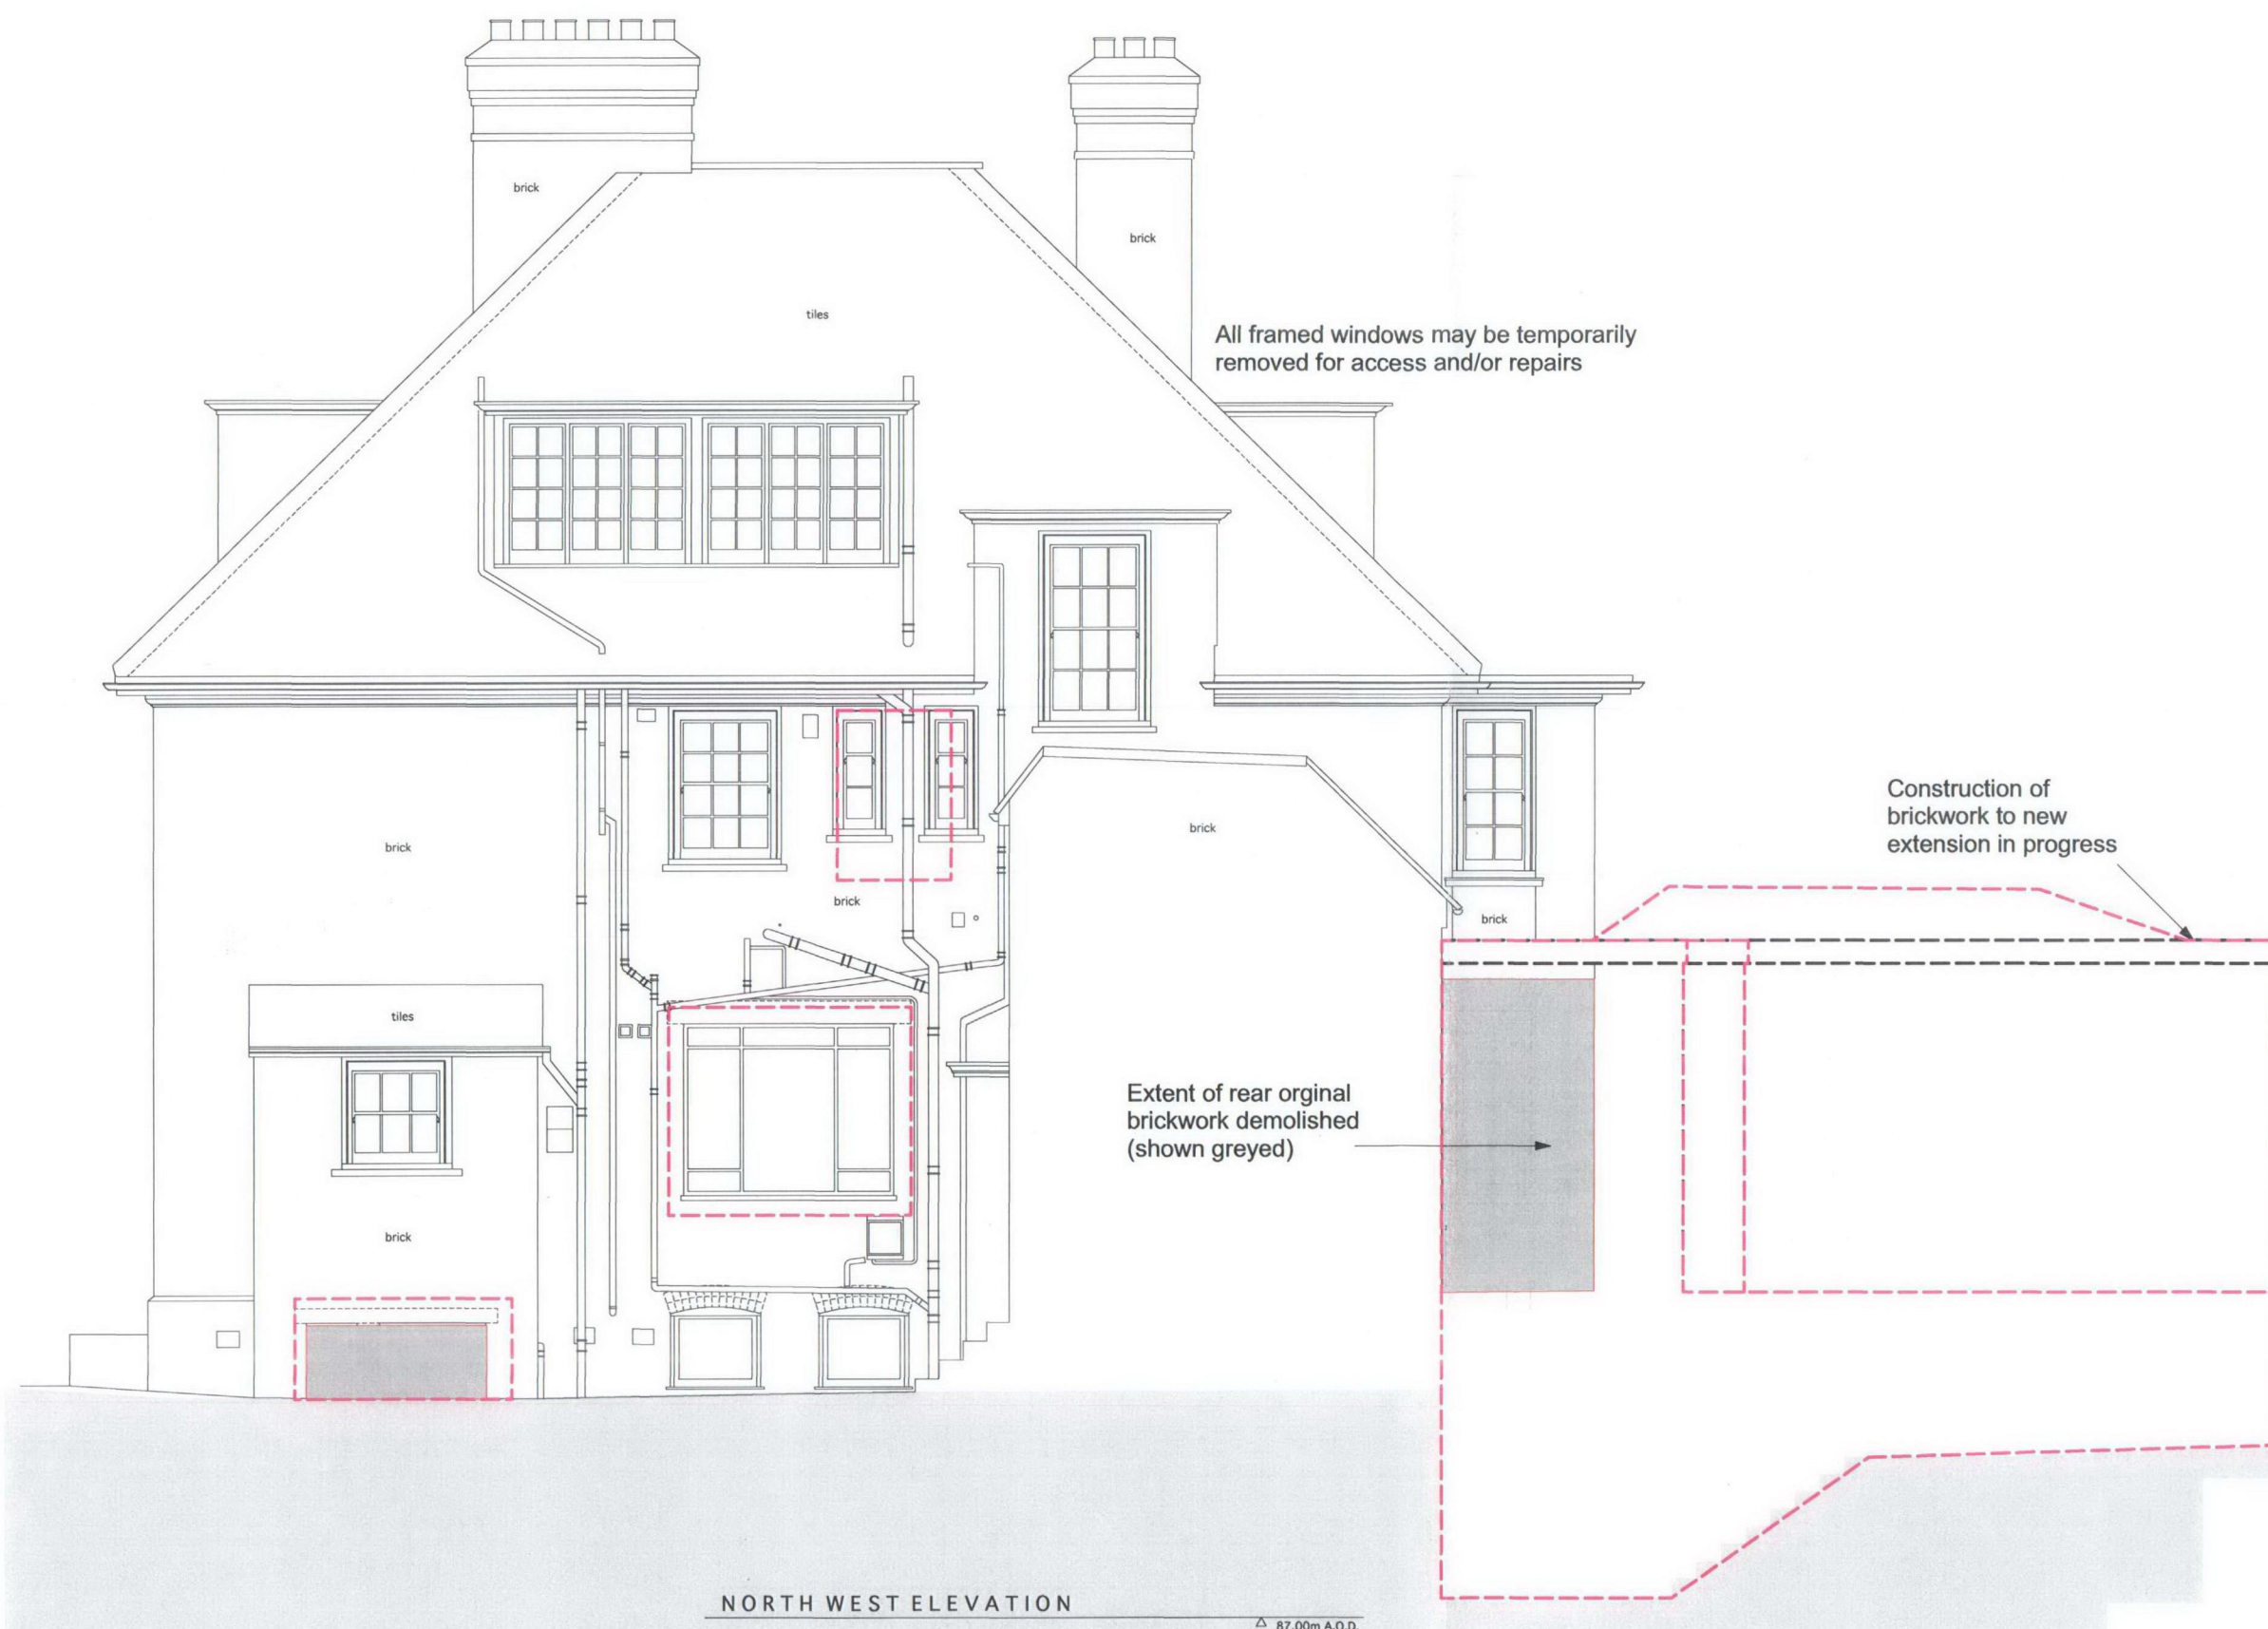 brick
brick
tiles
All framed windows may be temporarily
removed for access and/or repairs
Construction of
brickwork to new
extension in progress
brick
brick
brick
brick
tiles
Extent of rear orginal
brickwork demolished
(shown greyed)
brick
NORTH WEST ELEVATION
87.00m A.O.D.